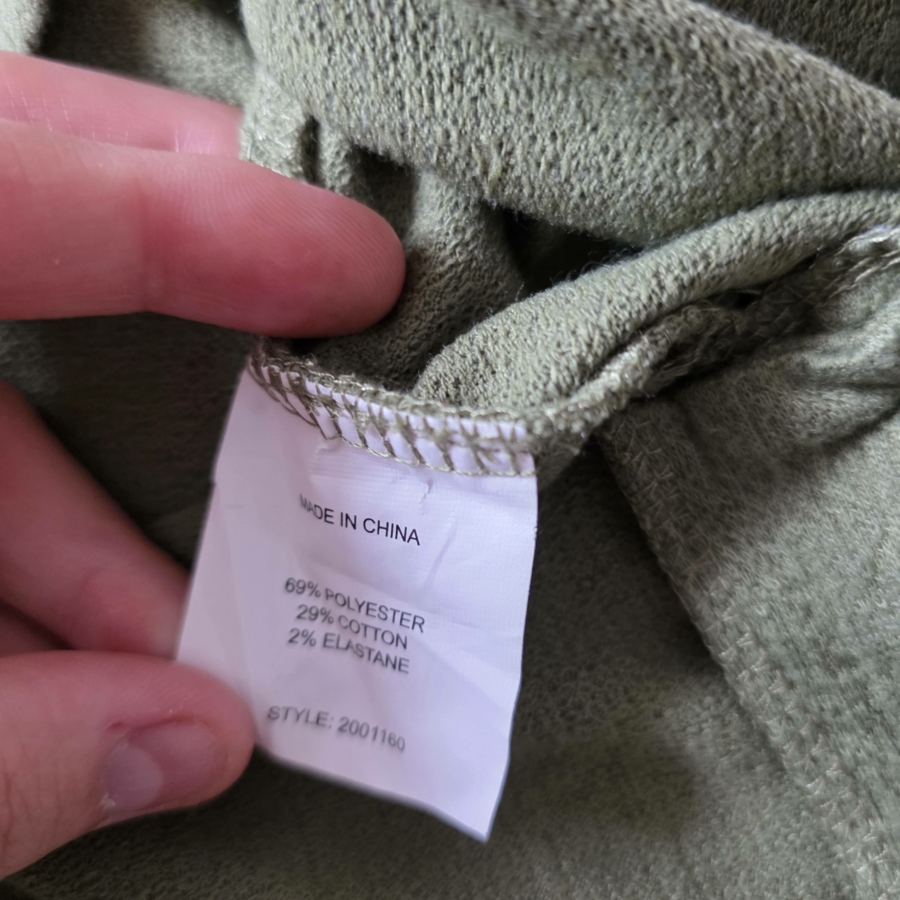 MADE IN CHINA
69% POLYESTER
29% COTTON
2% ELASTANE
STYLE: 2001160